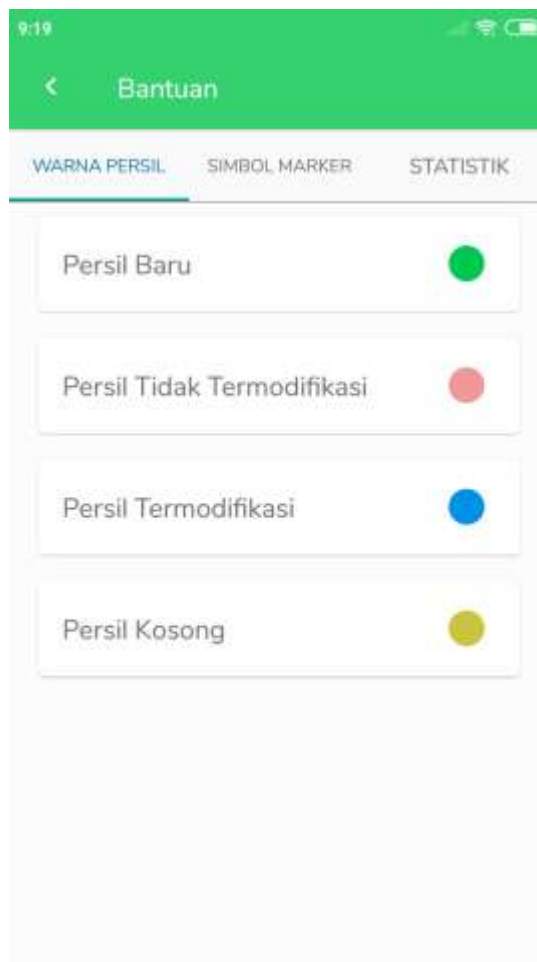 9:19
Bantuan
WARNA PERSIL SIMBOL MARKER STATISTIK
Persil Baru
Persil Tidak Termodifikasi
Persil Termodifikasi
Persil Kosong